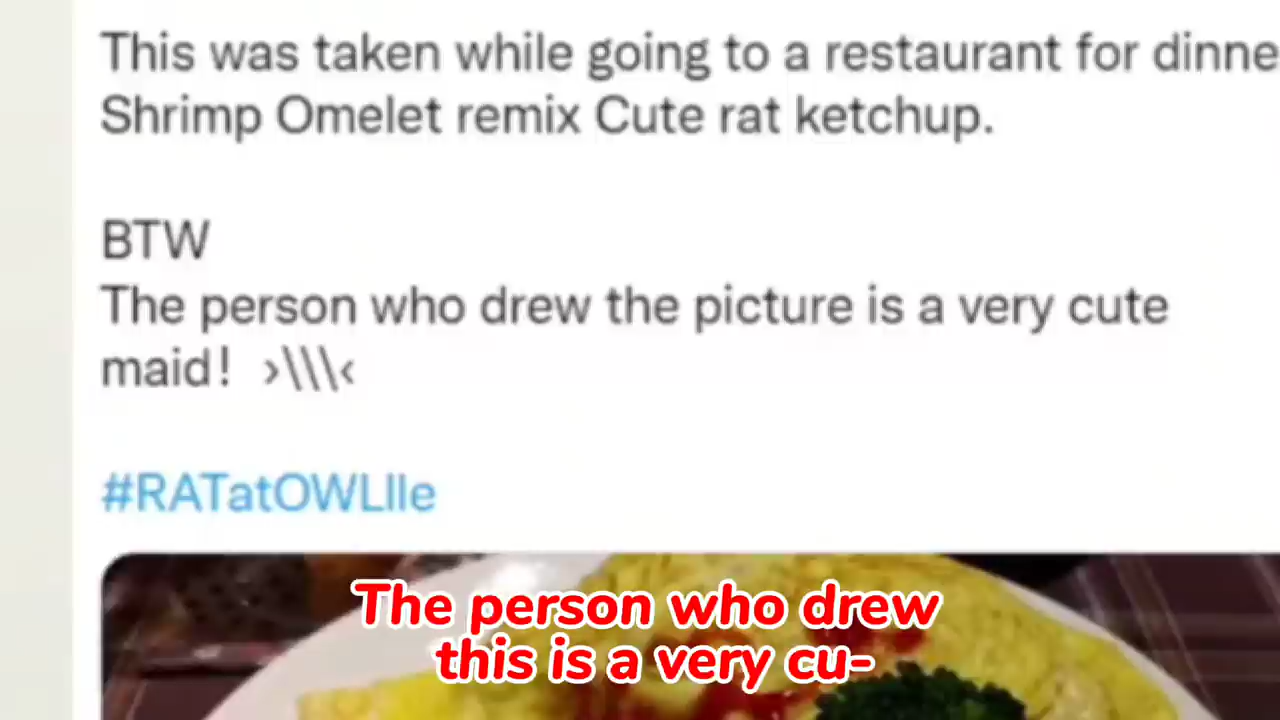 This was taken while going to a restaurant for dinne
Shrimp Omelet remix Cute rat ketchup.
BTW
The person who drew the picture is a very cute
maid! >\\\<
#RATatOWLlle
The person who drew
this is a very cu-